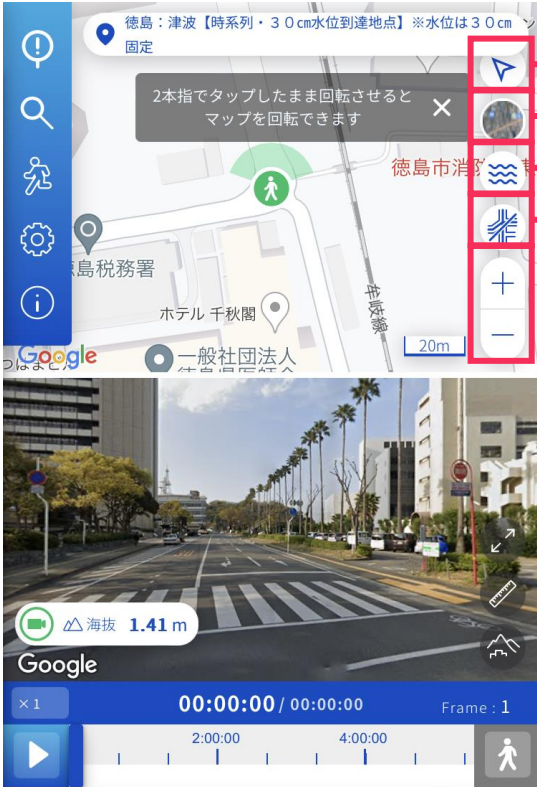 徳島：津波【時系列・３０㎝水位到達地点】※水位は３０㎝
固定
2本指でタップしたまま回転させると
マップを回転できます
徳島市消防
島税務署
ホテル 千秋閣
牟岐線
一般社団法人
20m
Google
海抜 1.41 m
Google
×1
00:00:00 / 00:00:00
Frame : 1
2:00:00
4:00:00